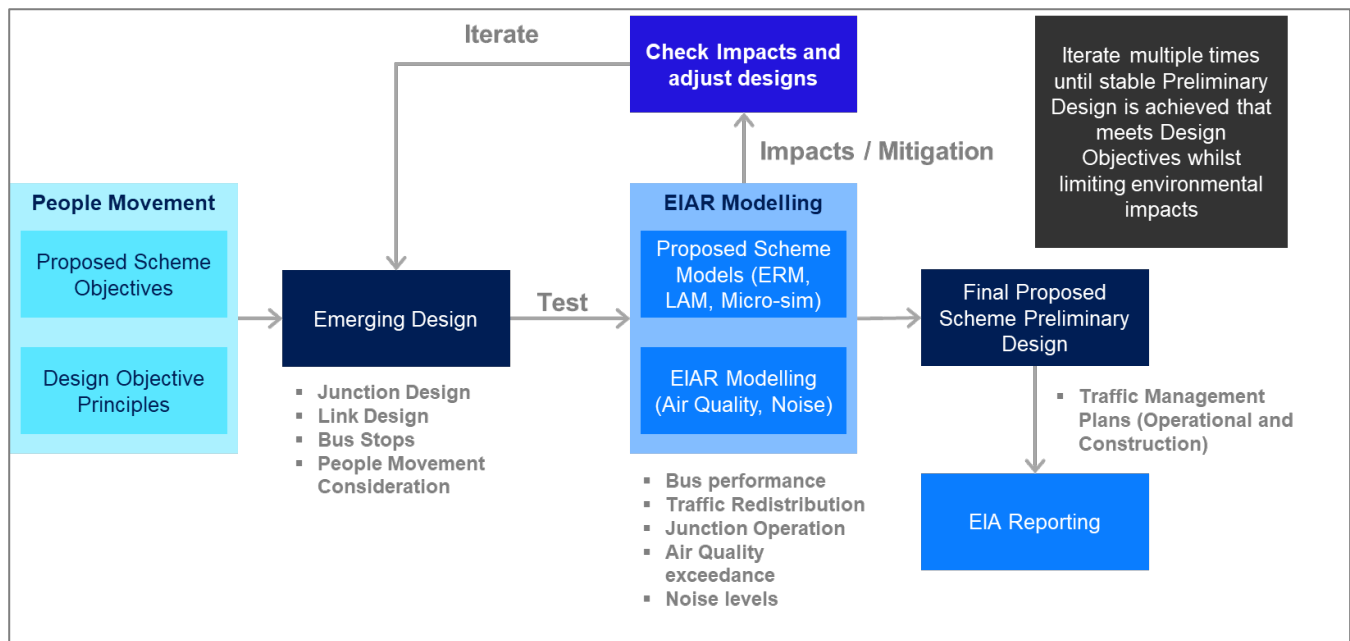 Iterate
Check Impacts and
adjust designs
Iterate multiple times
until stable Preliminary
Design is achieved that
meets Design
Objectives whilst
limiting environmental
impacts
Impacts / Mitigation
People Movement
Proposed Scheme
Objectives
Design Objective
Principles
Emerging Design
▪ Junction Design
▪ Link Design
▪ Bus Stops
▪ People Movement
Consideration
Test
EIAR Modelling
Proposed Scheme
Models (ERM,
LAM, Micro-sim)
EIAR Modelling
(Air Quality, Noise)
▪ Bus performance
▪ Traffic Redistribution
▪ Junction Operation
▪ Air Quality
exceedance
▪ Noise levels
Final Proposed
Scheme Preliminary
Design
▪ Traffic Management
Plans (Operational and
Construction)
EIA Reporting